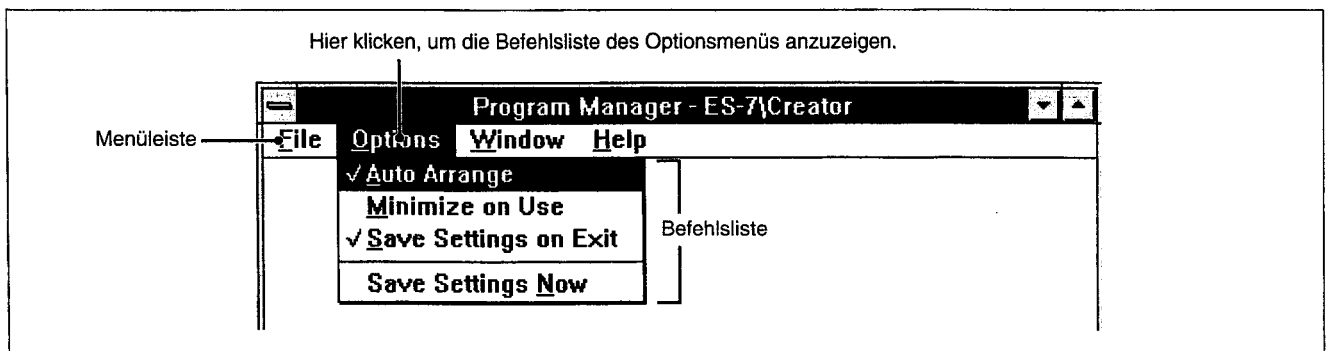 Hier klicken, um die Befehlsliste des Optionsmenüs anzuzeigen.
Program Manager - ES-7\Creator
Menüleiste
File Options Window Help
√ Auto Arrange
Minimize on Use
√ Save Settings on Exit
Befehlsliste
Save Settings Now